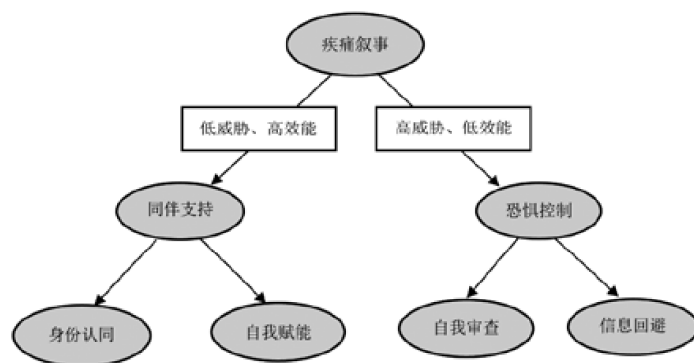 疾痛叙事
低威胁、高效能
高威胁、低效能
同伴支持
恐惧控制
身份认同
自我赋能
自我审查
信息回避